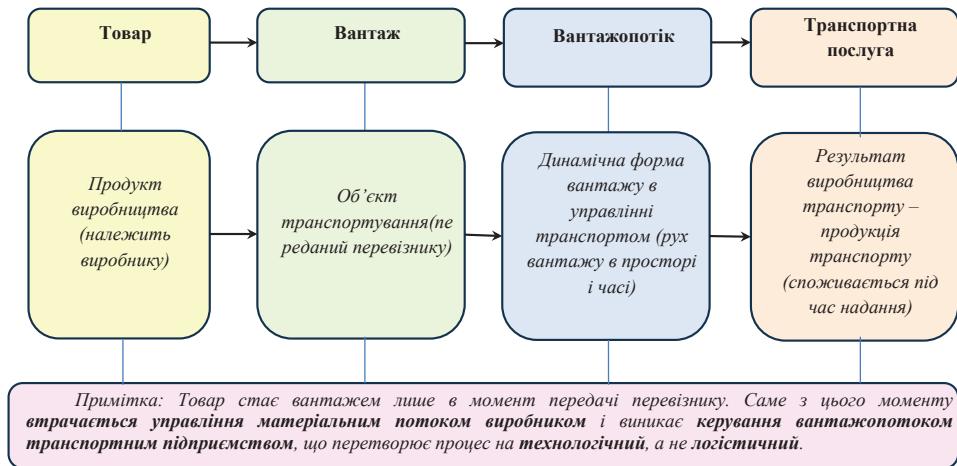 Товар
Вантаж
Вантажопотік
Транспортна
послуга
Продукт
виробництва
(належить
виробнику)
Об’єкт
транспортування(пе
реданий перевізнику)
Динамічна форма
вантажу в
управлінні
транспортом (рух
вантажу в просторі
і часі)
Результат
виробництва
транспорту –
продукція
транспорту
(споживається під
час надання)
Примітка: Товар стає вантажем лише в момент передачі перевізнику. Саме з цього моменту
втрачається управління матеріальним потоком виробником і виникає керування вантажопотоком
транспортним підприємством, що перетворює процес на технологічний, а не логістичний.